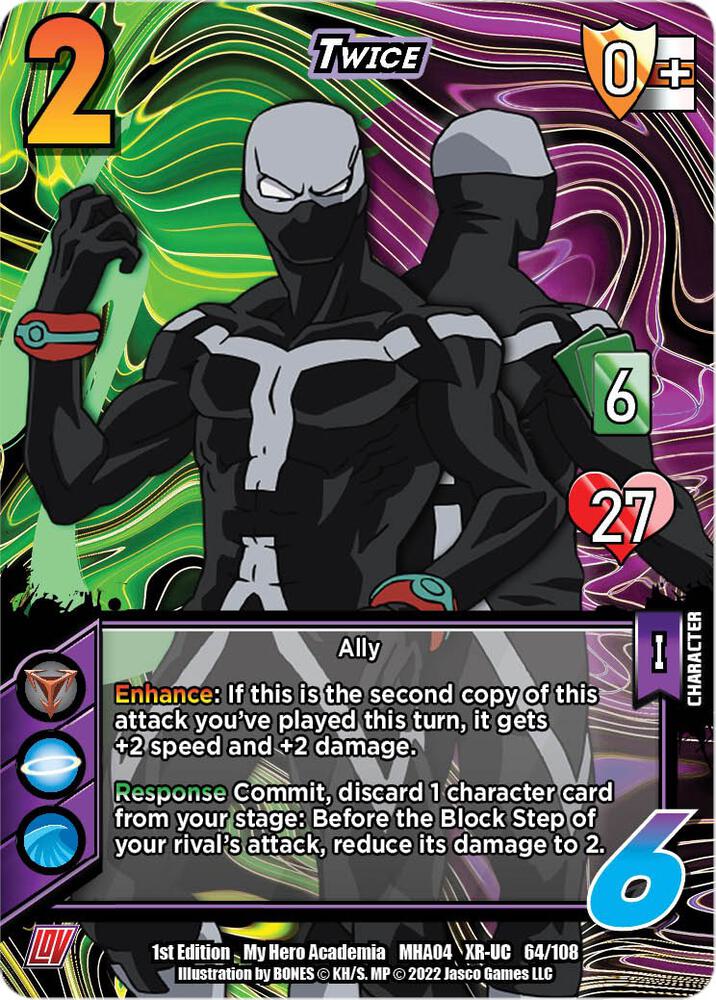 2
TWICE
0 +
6
27
I
CHARACTER
Ally
Enhance: If this is the second copy of this
attack you've played this turn, it gets
+2 speed and +2 damage.
Response Commit, discard 1 character card
from your stage: Before the Block Step of
your rival's attack, reduce its damage to 2.
6
LOV
1st Edition My Hero Academia MHA04 XR-UC 64/108
Illustration by BONES © KH/S. MP © 2022 Jasco Games LLC